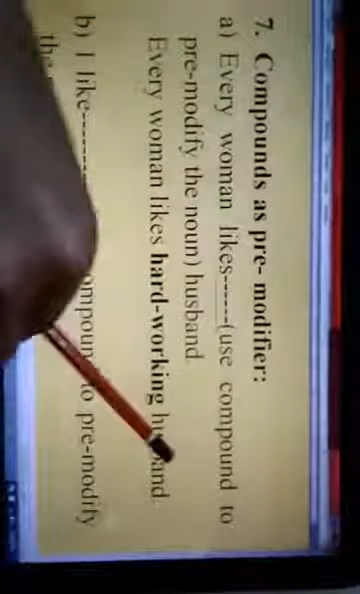 7. Compounds as pre- modifier:
a) Every woman likes------(use compound to
pre-modify the noun) husband.
Every woman likes hard-working husband.
b) I like--------- to pre-modify
the